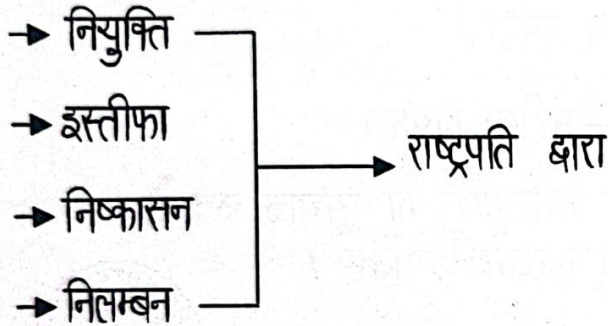 → नियुक्ति
→ इस्तीफा
राष्ट्रपति द्वारा
→ निष्कासन
→ निलम्बन